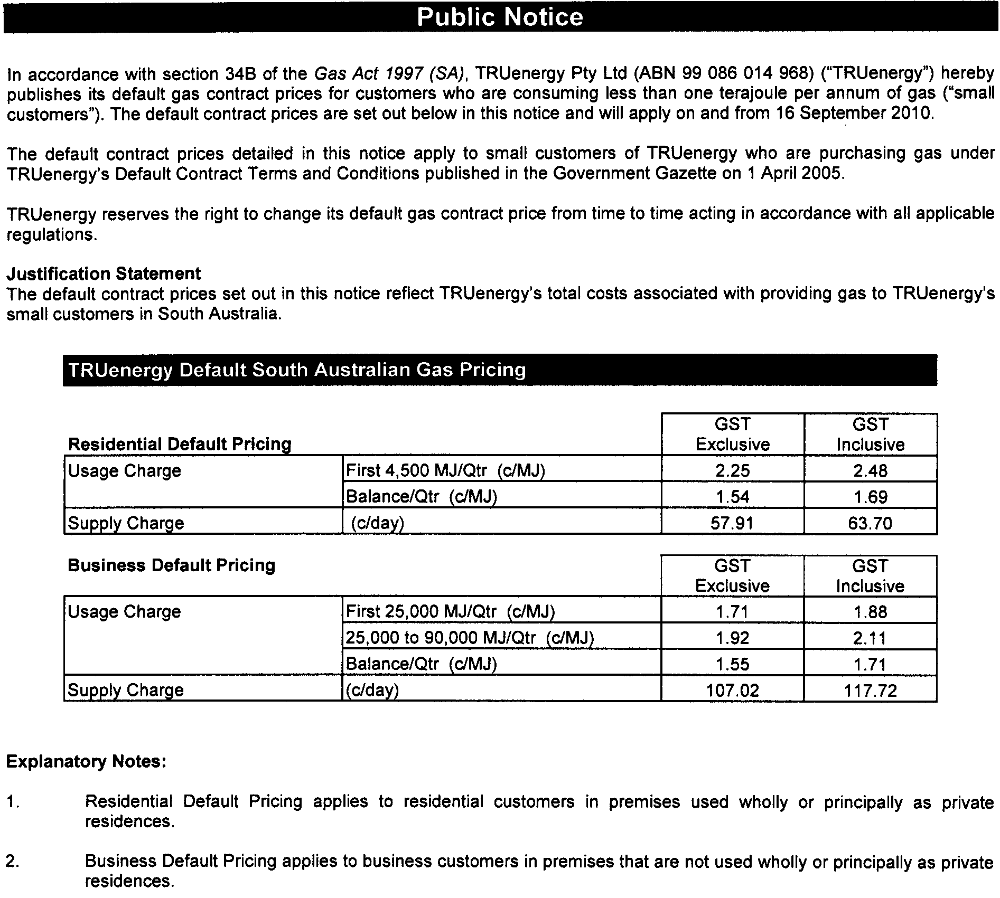 Public Notice
In accordance with section 34B of the Gas Act 1997 (SA), TRUenergy Pty Ltd (ABN 99 086 014 968) (“TRUenergy”) hereby
publishes its default gas contract prices for customers who are consuming less than one terajoule per annum of gas (“small
customers”). The default contract prices are set out below in this notice and will apply on and from 16 September 2010.
The default contract prices detailed in this notice apply to small customers of TRUenergy who are purchasing gas under
TRUenergy’s Default Contract Terms and Conditions published in the Government Gazette on 1 April 2005.
TRUenergy reserves the right to change its default gas contract price from time to time acting in accordance with all applicable
regulations.
Justification Statement
The default contract prices set out in this notice reflect TRUenergy's total costs associated with providing gas to TRUenergy's
small customers in South Australia.
TRUenergy Default South Australian Gas Pricing
GST GST
Residential Default Pricing Exclusive Inclusive
Usage Charge First 4,500 MJ/Qtr (c/MJ) 2.25 2.48
Balance/Qtr (c/MJ) 1.54 1.69
Supply Charge (c/day) 57.91 63.70
Business Default Pricing GST GST
Exclusive Inclusive
Usage Charge First 25,000 MJ/Qtr (c/MJ) 1.71 1.88
25,000 to 90,000 MJ/Qtr (c/MJ) 1.92 2.11
Balance/Qtr (c/MJ) 1.55 1.71
Supply Charge (c/day) 107.02 117.72
Explanatory Notes:
1. Residential Default Pricing applies to residential customers in premises used wholly or principally as private
residences.
2. Business Default Pricing applies to business customers in premises that are not used wholly or principally as private
residences.